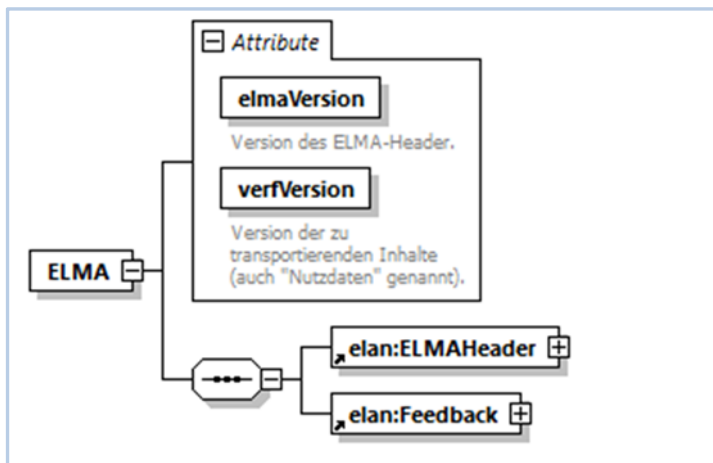 Attribute
elmaVersion
Version des ELMA-Header.
verfVersion
Version der zu
transportierenden Inhalte
(auch "Nutzdaten" genannt).
ELMA
elan:ELMAHeader
elan:Feedback